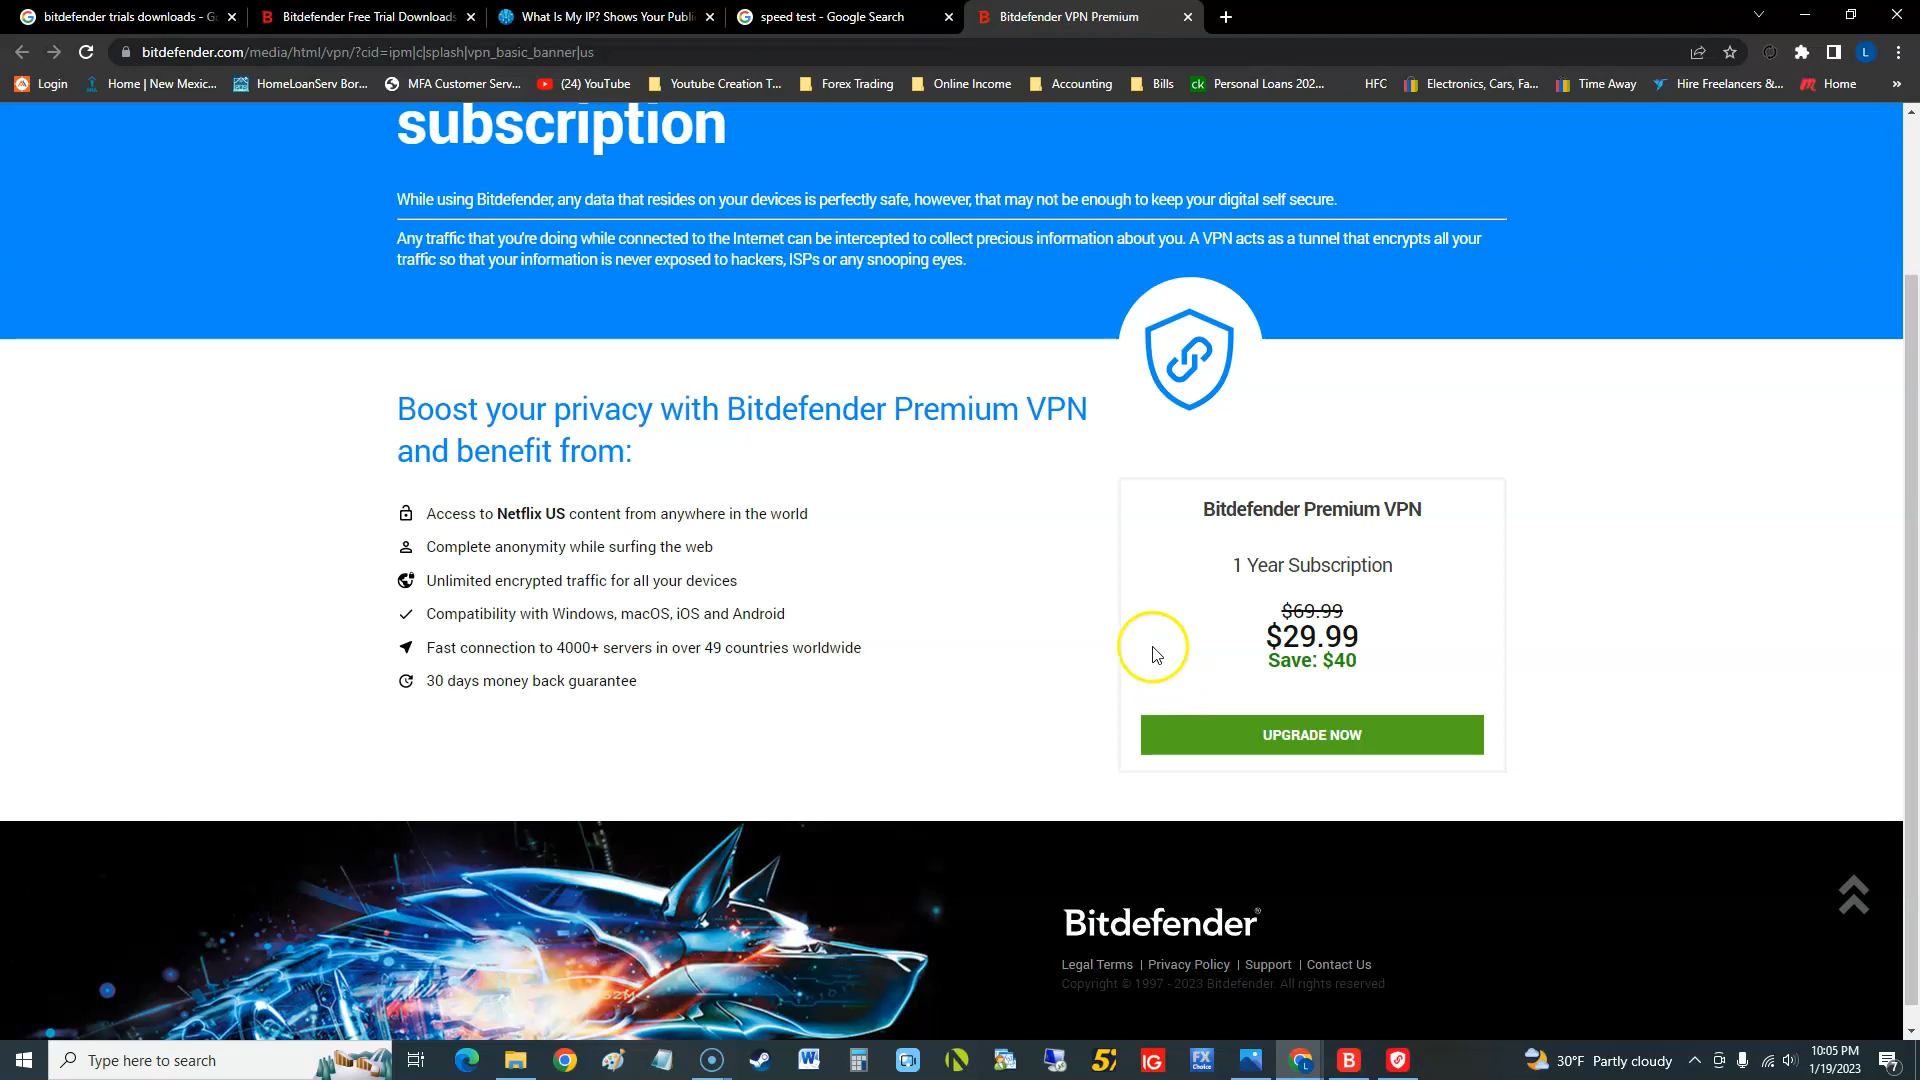 bitdefender trials downloads - G
Bitdefender Free Trial Downloads
What Is My IP? Shows Your Publi
speed test - Google Search
Bitdefender VPN Premium
bitdefender.com/media/html/vpn/?cid=ipm|c|splash|vpn_basic_banner|us
Login
Home | New Mexic...
HomeLoanServ Bor...
MFA Customer Serv...
(24) YouTube
Youtube Creation T...
Forex Trading
Online Income
Accounting
Bills
ck Personal Loans 202...
HFC
Electronics, Cars, Fa...
Time Away
Hire Freelancers &...
Home
»
subscription
While using Bitdefender, any data that resides on your devices is perfectly safe, however, that may not be enough to keep your digital self secure.
Any traffic that you're doing while connected to the Internet can be intercepted to collect precious information about you. A VPN acts as a tunnel that encrypts all your
traffic so that your information is never exposed to hackers, ISPs or any snooping eyes.
Boost your privacy with Bitdefender Premium VPN
and benefit from:
Access to Netflix US content from anywhere in the world
Complete anonymity while surfing the web
Unlimited encrypted traffic for all your devices
Compatibility with Windows, macOS, iOS and Android
Fast connection to 4000+ servers in over 49 countries worldwide
30 days money back guarantee
Bitdefender Premium VPN
1 Year Subscription
$69.99
$29.99
Save: $40
UPGRADE NOW
Bitdefender®
Legal Terms | Privacy Policy | Support | Contact Us
Copyright © 1997 - 2023 Bitdefender. All rights reserved
Type here to search
30°F Partly cloudy
10:05 PM
1/19/2023
7